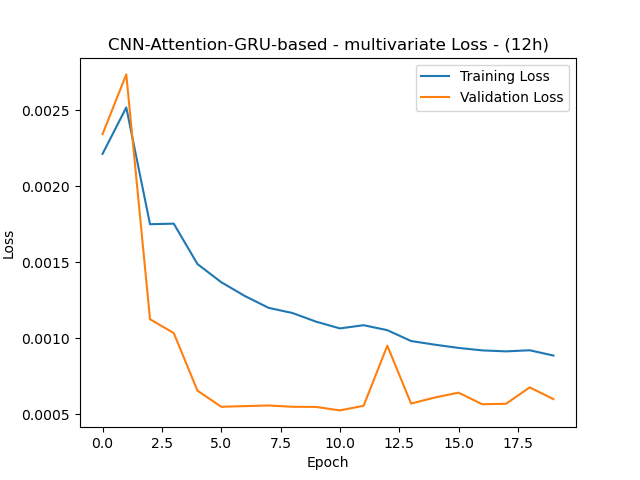 CNN-Attention-GRU-based - multivariate Loss - (12h)
Training Loss
Validation Loss
0.0025
0.0020
0.0015
0.0010
0.0005
Loss
0.0 2.5 5.0 7.5 10.0 12.5 15.0 17.5
Epoch